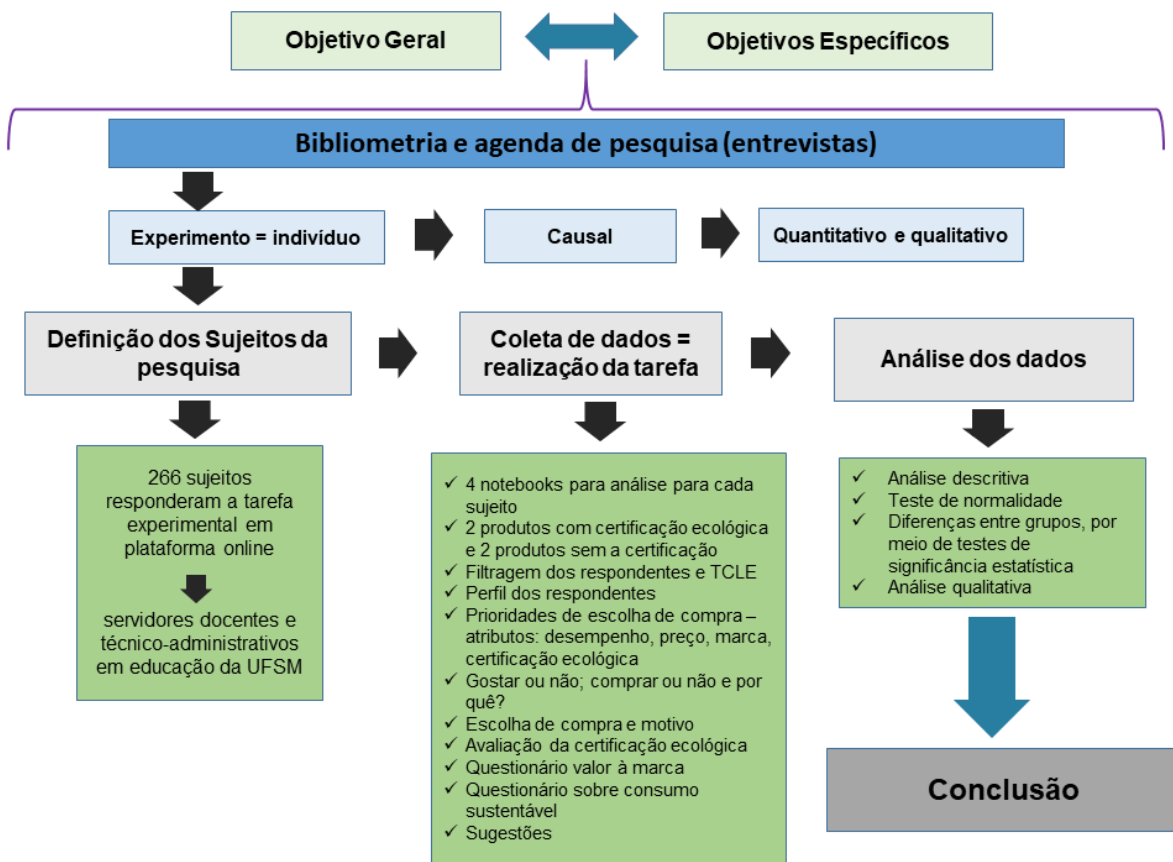 Objetivo Geral
Objetivos Específicos
Bibliometria e agenda de pesquisa (entrevistas)
Experimento = indivíduo
Causal
Quantitativo e qualitativo
Definição dos Sujeitos da
pesquisa
Coleta de dados =
realização da tarefa
Análise dos dados
266 sujeitos
responderam a tarefa
experimental em
plataforma online
servidores docentes e
técnico-administrativos
em educação da UFSM
✓ 4 notebooks para análise para cada
sujeito
✓ 2 produtos com certificação ecológica
e 2 produtos sem a certificação
✓ Filtragem dos respondentes e TCLE
✓ Perfil dos respondentes
✓ Prioridades de escolha de compra –
atributos: desempenho, preço, marca,
certificação ecológica
✓ Gostar ou não; comprar ou não e por
quê?
✓ Escolha de compra e motivo
✓ Avaliação da certificação ecológica
✓ Questionário valor à marca
✓ Questionário sobre consumo
sustentável
✓ Sugestões
✓ Análise descritiva
✓ Teste de normalidade
✓ Diferenças entre grupos, por
meio de testes de
significância estatística
✓ Análise qualitativa
Conclusão